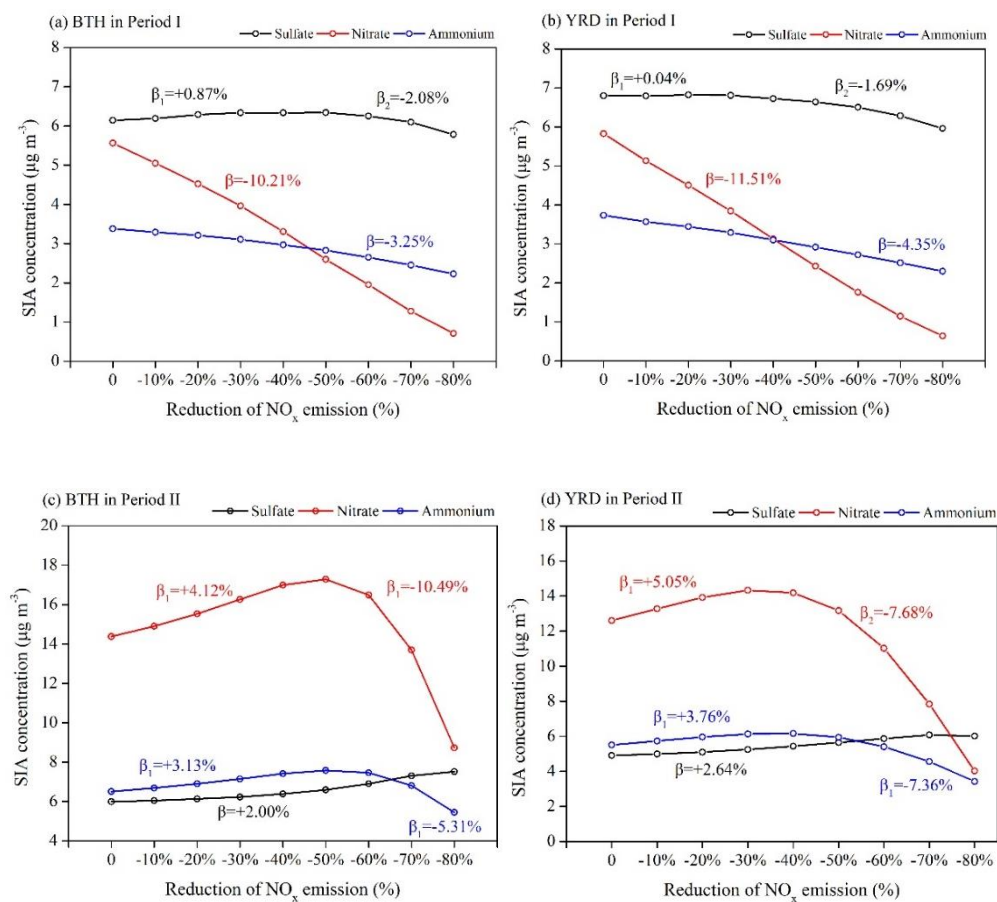 (a) BTH in Period I
Sulfate Nitrate Ammonium
8
7
6
5
4
3
2
1
0
SIA concentration (μg m⁻³)
β₁=+0.87%
β₂=-2.08%
β=-10.21%
β=-3.25%
0 -10% -20% -30% -40% -50% -60% -70% -80%
Reduction of NOₓ emission (%)
(b) YRD in Period I
Sulfate Nitrate Ammonium
8
7
6
5
4
3
2
1
0
SIA concentration (μg m⁻³)
β₁=+0.04%
β₂=-1.69%
β=-11.51%
β=-4.35%
0 -10% -20% -30% -40% -50% -60% -70% -80%
Reduction of NOₓ emission (%)
(c) BTH in Period II
Sulfate Nitrate Ammonium
20
18
16
14
12
10
8
6
4
SIA concentration (μg m⁻³)
β₁=+4.12%
β₁=-10.49%
β₁=+3.13%
β=+2.00%
β₁=-5.31%
0 -10% -20% -30% -40% -50% -60% -70% -80%
Reduction of NOₓ emission (%)
(d) YRD in Period II
Sulfate Nitrate Ammonium
18
16
14
12
10
8
6
4
2
0
SIA concentration (μg m⁻³)
β₁=+5.05%
β₂=-7.68%
β₁=+3.76%
β=+2.64%
β₁=-7.36%
0 -10% -20% -30% -40% -50% -60% -70% -80%
Reduction of NOₓ emission (%)